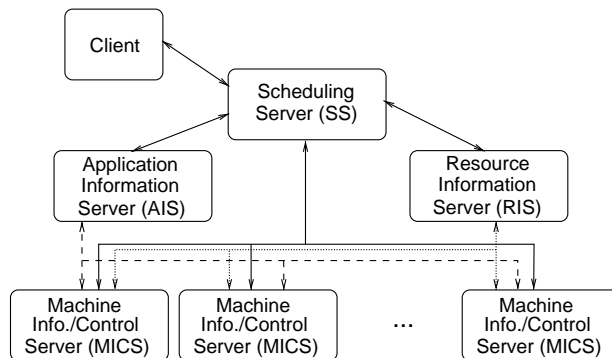 Client
Scheduling
Server (SS)
Application
Information
Server (AIS)
Resource
Information
Server (RIS)
Machine
Info./Control
Server (MICS)
Machine
Info./Control
Server (MICS)
...
Machine
Info./Control
Server (MICS)